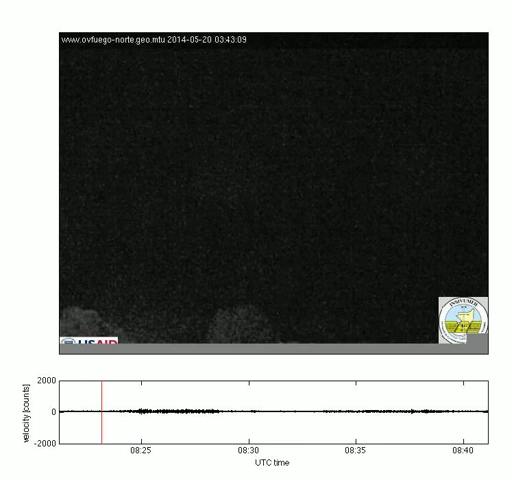 www.ovfuego-norte.geo.mtu 2014-05-20 03:43:09
USAID
INSIVUMEH
velocity [counts]
2000
0
-2000
08:25
08:30
08:35
08:40
UTC time